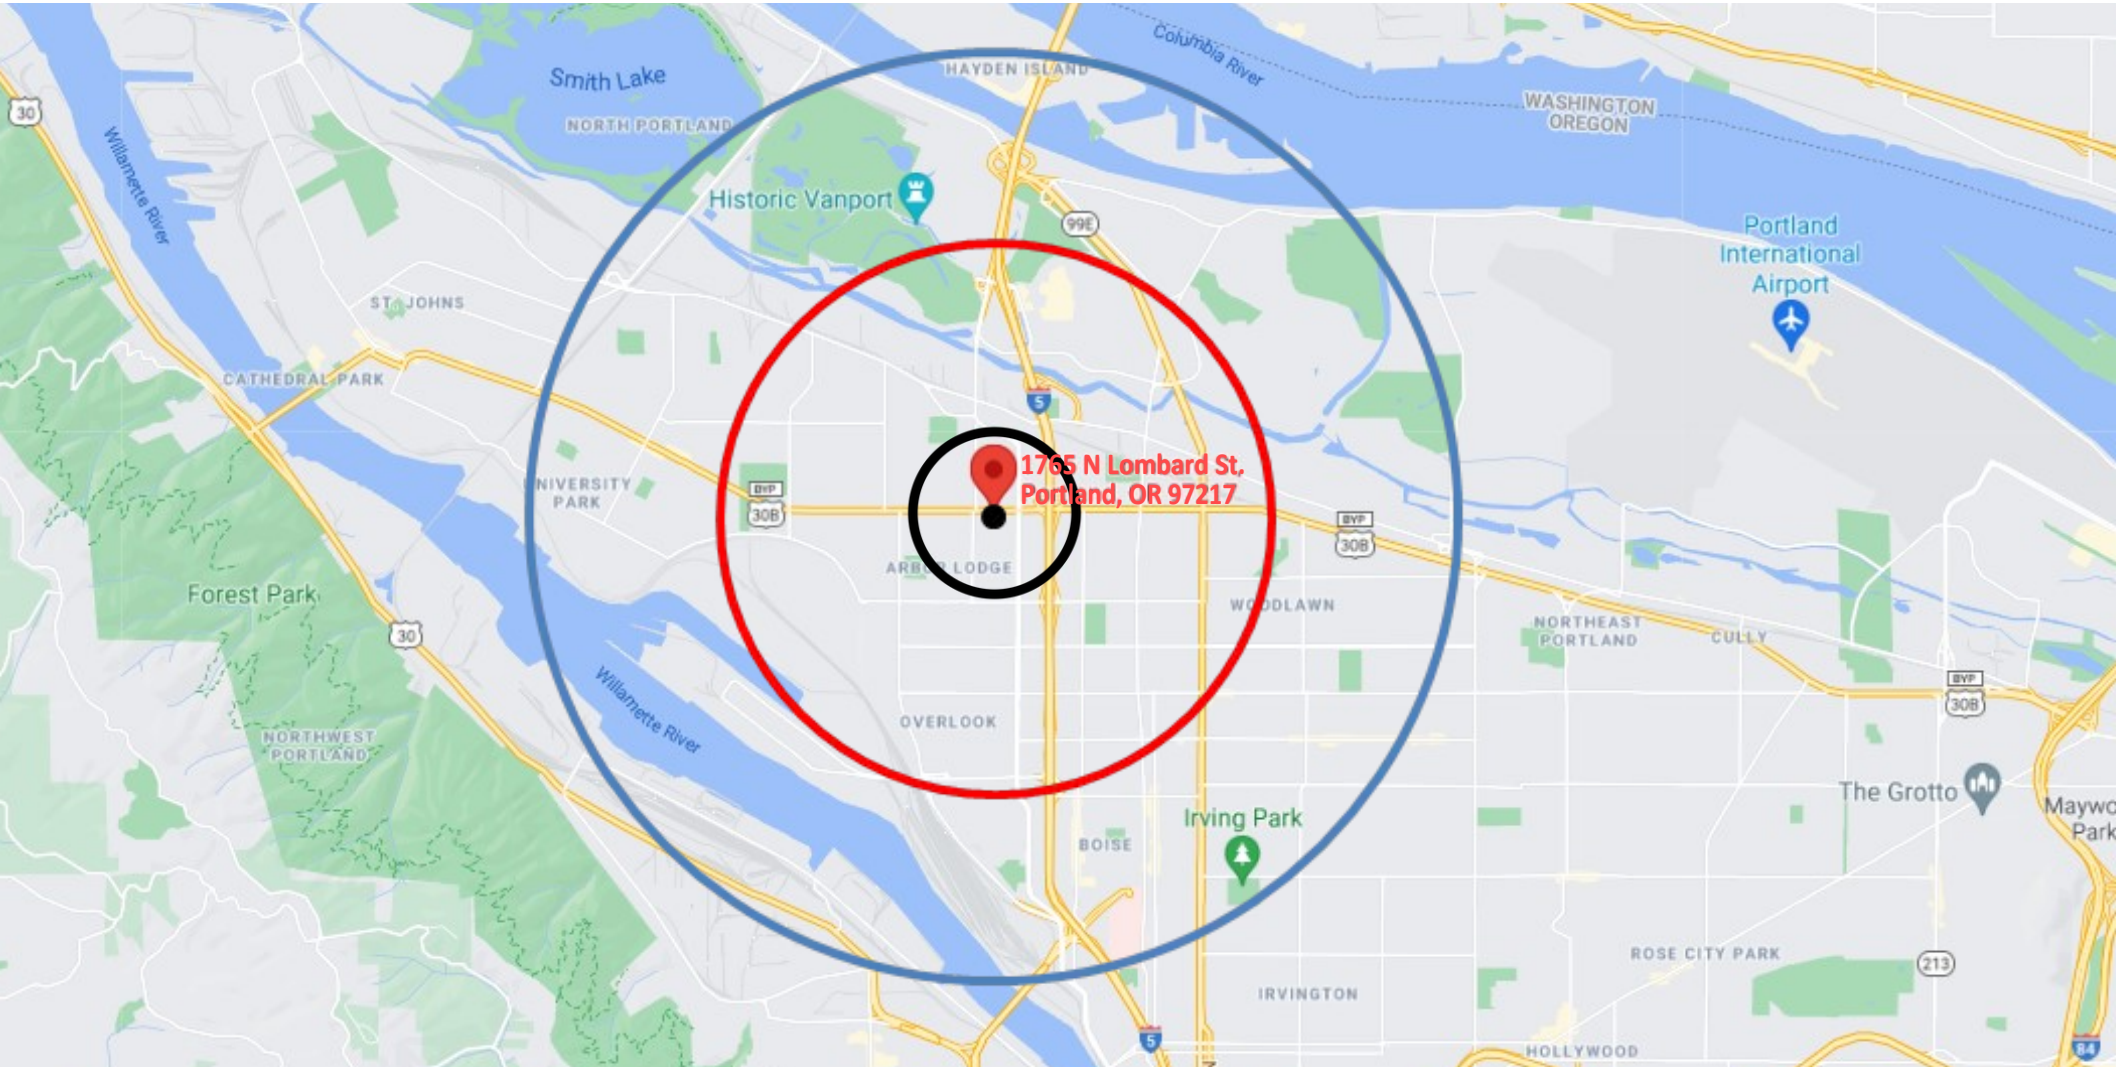 Columbia River
HAYDEN ISLAND
Smith Lake
30
WASHINGTON
OREGON
NORTH PORTLAND
Willamette River
Historic Vanport
99E
Portland
International
Airport
ST. JOHNS
CATHEDRAL PARK
5
1765 N Lombard St,
Portland, OR 97217
UNIVERSITY
PARK
BYP
30B
BYP
30B
ARBOR LODGE
Forest Park
WOODLAWN
30
NORTHEAST
PORTLAND
CULLY
BYP
30B
Willamette River
OVERLOOK
NORTHWEST
PORTLAND
The Grotto
Maywo
Park
Irving Park
BOISE
ROSE CITY PARK
213
IRVINGTON
5
HOLLYWOOD
84